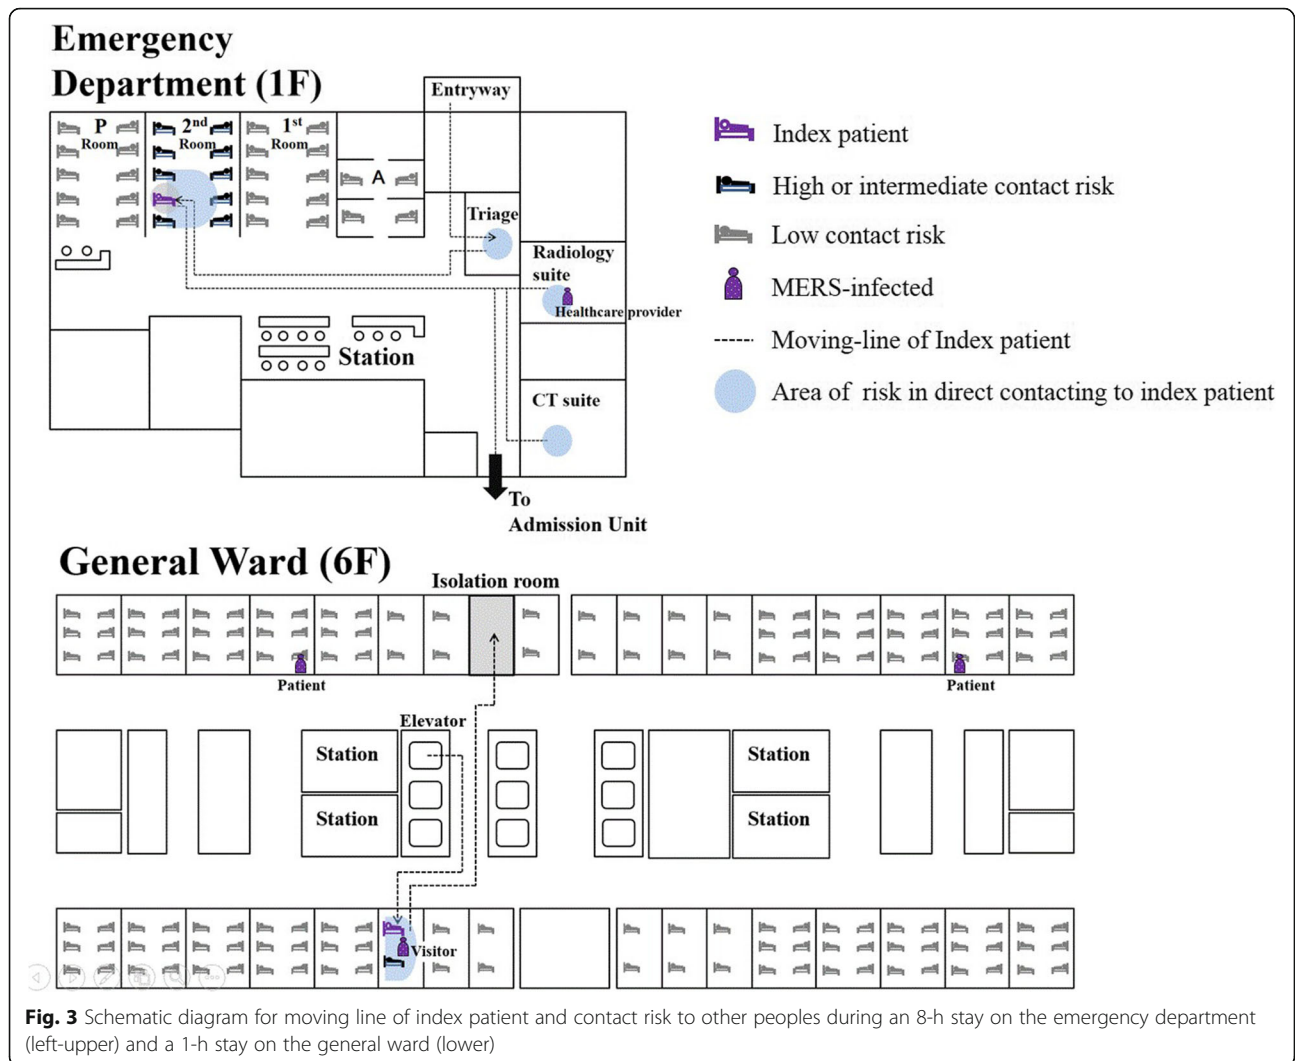 Emergency
Department (1F)
Entryway
P
Room
2nd
Room
1st
Room
A
Triage
Radiology
suite
Healthcare provider
Station
CT suite
To
Admission Unit
Index patient
High or intermediate contact risk
Low contact risk
MERS-infected
Moving-line of Index patient
Area of risk in direct contacting to index patient
General Ward (6F)
Isolation room
Patient
Patient
Elevator
Station
Station
Station
Station
Visitor
Fig. 3 Schematic diagram for moving line of index patient and contact risk to other peoples during an 8-h stay on the emergency department
(left-upper) and a 1-h stay on the general ward (lower)